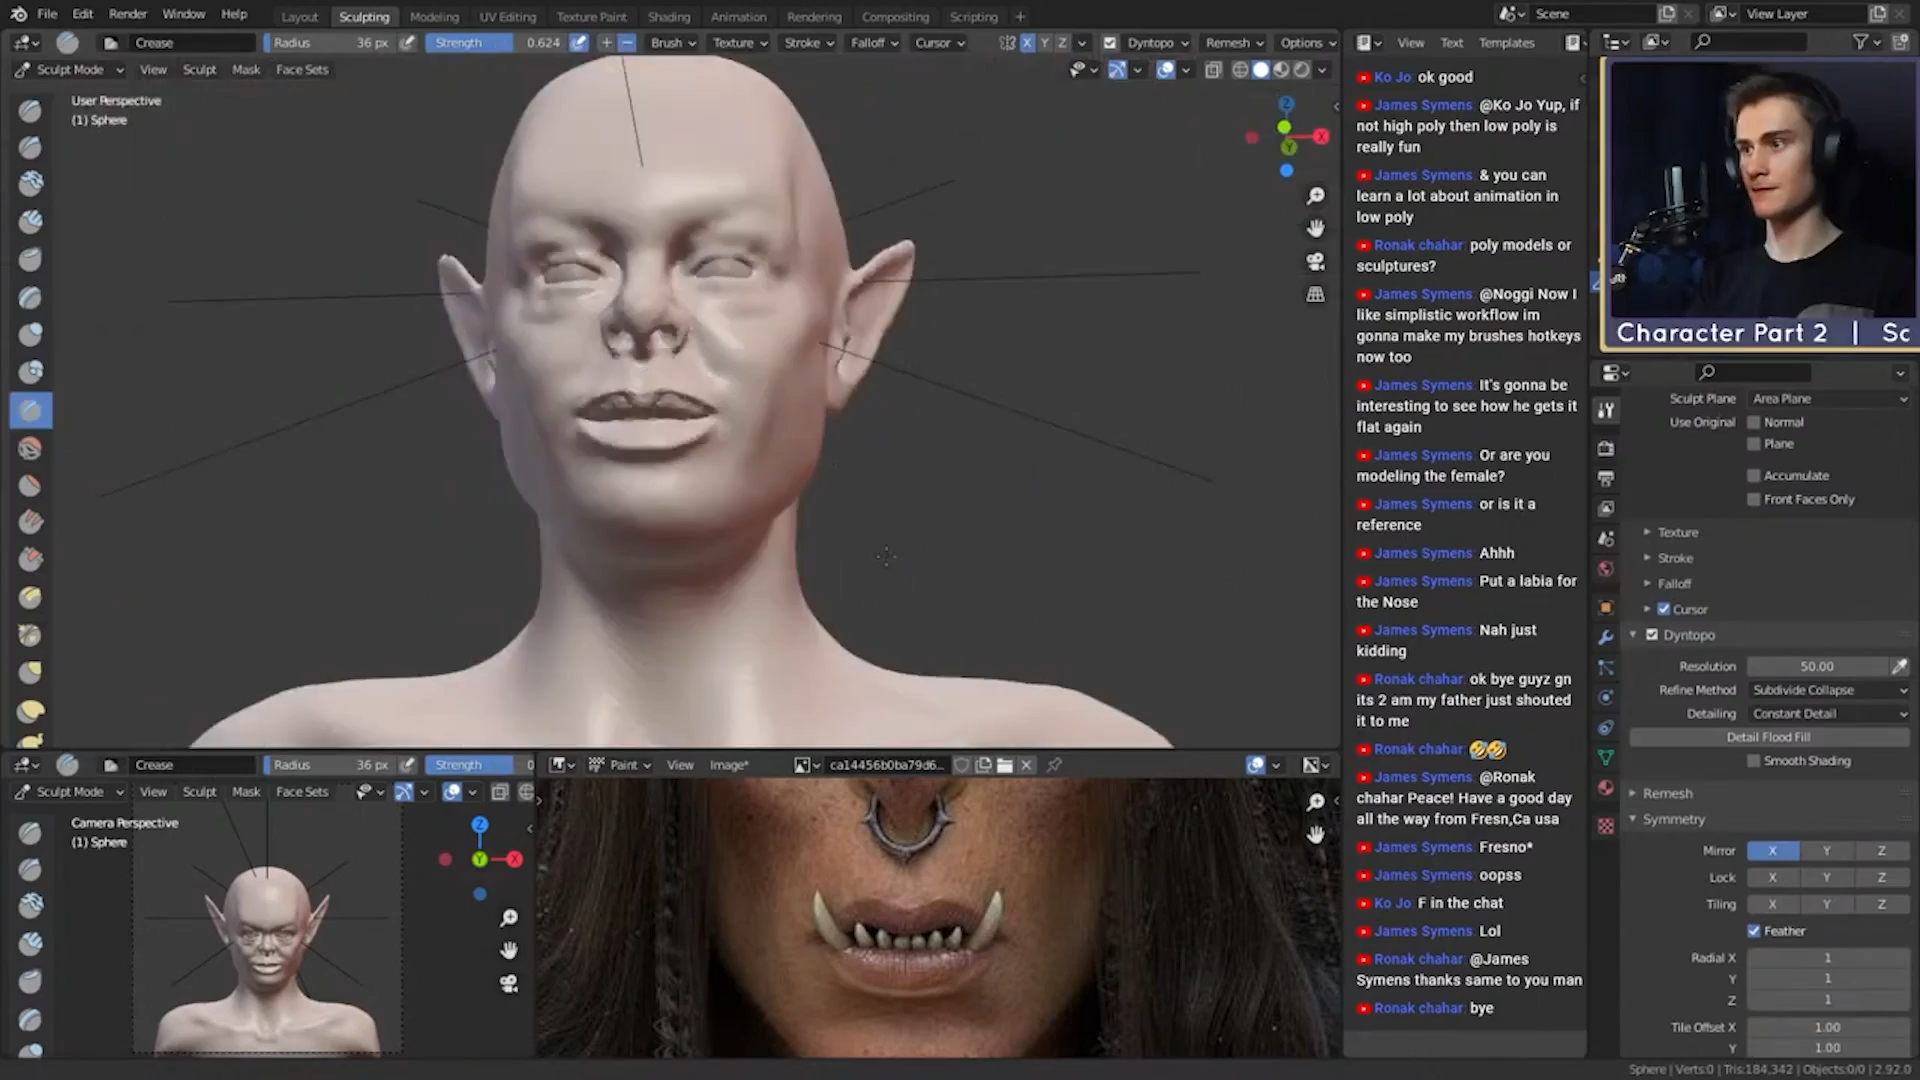 File Edit Render Window Help
Layout Sculpting Modeling UV Editing Texture Paint Shading Animation Rendering Compositing Scripting +
Scene
View Layer
Crease Radius 36 px Strength 0.624 Brush Texture Stroke Falloff Cursor X Y Z Dyntopo Remesh Options
Sculpt Mode View Sculpt Mask Face Sets
User Perspective
(1) Sphere
Z
X
Y
View Text Templates
Ko Jo ok good
James Symens @Ko Jo Yup, if
not high poly then low poly is
really fun
James Symens & you can
learn a lot about animation in
low poly
Ronak chahar poly models or
sculptures?
James Symens @Noggi Now I
like simplistic workflow im
gonna make my brushes hotkeys
now too
James Symens It's gonna be
interesting to see how he gets it
flat again
James Symens Or are you
modeling the female?
James Symens or is it a
reference
James Symens Ahhh
James Symens Put a labia for
the Nose
James Symens Nah just
kidding
Ronak chahar ok bye guyz gn
its 2 am my father just shouted
it to me
Ronak chahar 🤣🤣
James Symens @Ronak
chahar Peace! Have a good day
all the way from Fresn,Ca usa
James Symens Fresno*
James Symens oopss
Ko Jo F in the chat
James Symens Lol
Ronak chahar @James
Symens thanks same to you man
Ronak chahar bye
Character Part 2 | Sc
Sculpt Plane Area Plane
Use Original Normal
Plane
Accumulate
Front Faces Only
Texture
Stroke
Falloff
Cursor
Dyntopo
Resolution 50.00
Refine Method Subdivide Collapse
Detailing Constant Detail
Detail Flood Fill
Smooth Shading
Remesh
Symmetry
Mirror X Y Z
Lock X Y Z
Tiling X Y Z
Feather
Radial X 1
Y 1
Z 1
Tile Offset X 1.00
Y 1.00
Crease Radius 36 px Strength 0
Sculpt Mode View Sculpt Mask Face Sets
Camera Perspective
(1) Sphere
Z
Y
X
Paint View Image* ca14456b0ba79d6...
Sphere | Verts:0 | Tris:184,342 | Objects:0/0 | 2.92.0